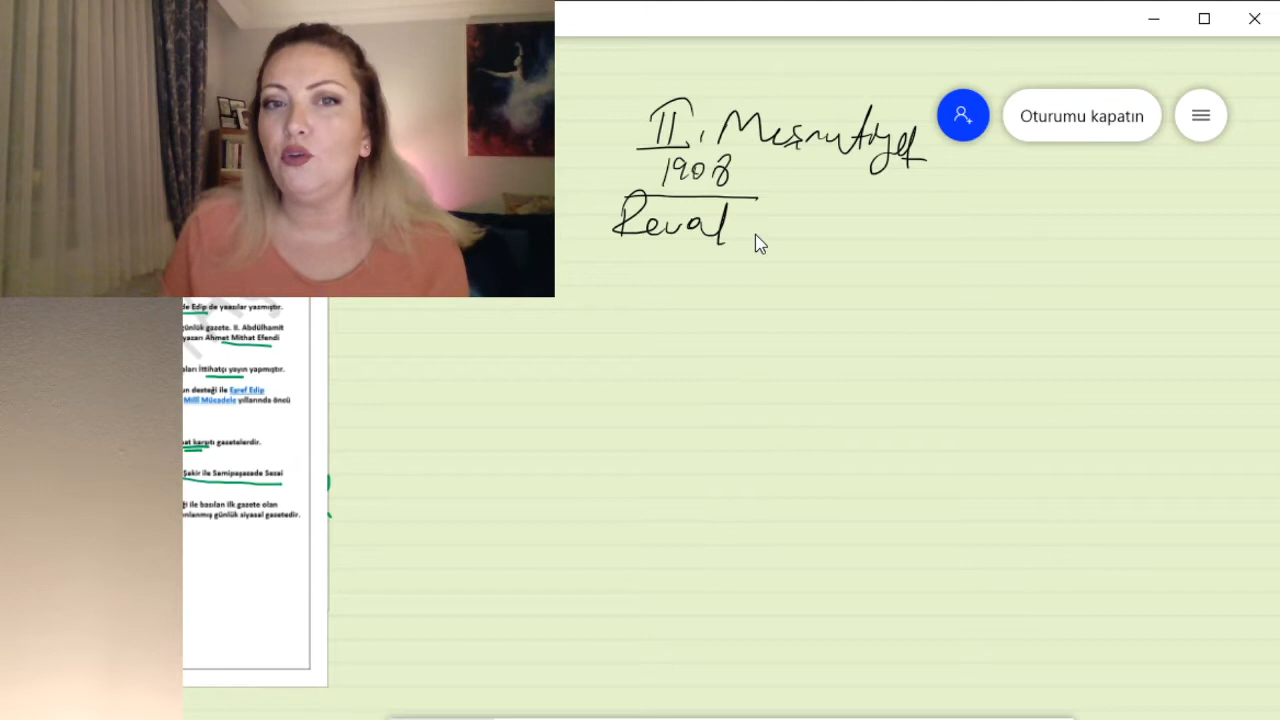 II. Meşrutiyet
1908
Reval
Oturumu kapatın
de Edip de yazılar yazmıştır.
günlük gazete. II. Abdülhamit
yazarı Ahmet Mithat Efendi
ları İttihatçı yayın yapmıştır.
un desteği ile Eşref Edip
Millî Mücadele yıllarında öncü
at karşıtı gazetelerdir.
Şakir ile Samipaşazade Sezai
ği ile basılan ilk gazete olan
ınlanmış günlük siyasal gazetedir.